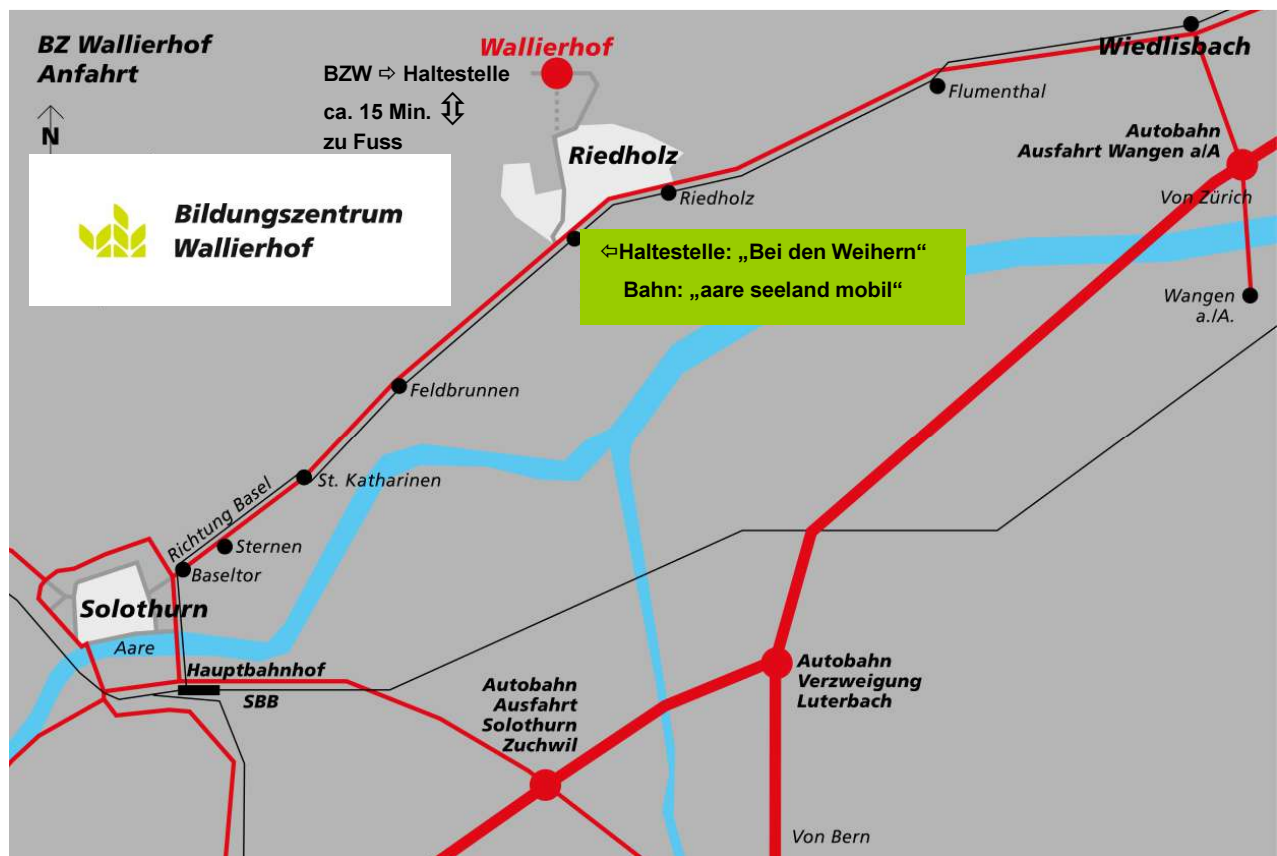 BZ Wallierhof
Anfahrt
N
Bildungszentrum
Wallierhof
BZW ⇨ Haltestelle
ca. 15 Min. ⇳
zu Fuss
Wallierhof
Riedholz
Riedholz
⇦Haltestelle: „Bei den Weihern“
Bahn: „aare seeland mobil“
Wiedlisbach
Flumenthal
Autobahn
Ausfahrt Wangen a/A
Von Zürich
Wangen
a./A.
Feldbrunnen
St. Katharinen
Richtung Basel
Sternen
Baseltor
Solothurn
Aare
Hauptbahnhof
SBB
Autobahn
Ausfahrt
Solothurn
Zuchwil
Autobahn
Verzweigung
Luterbach
Von Bern